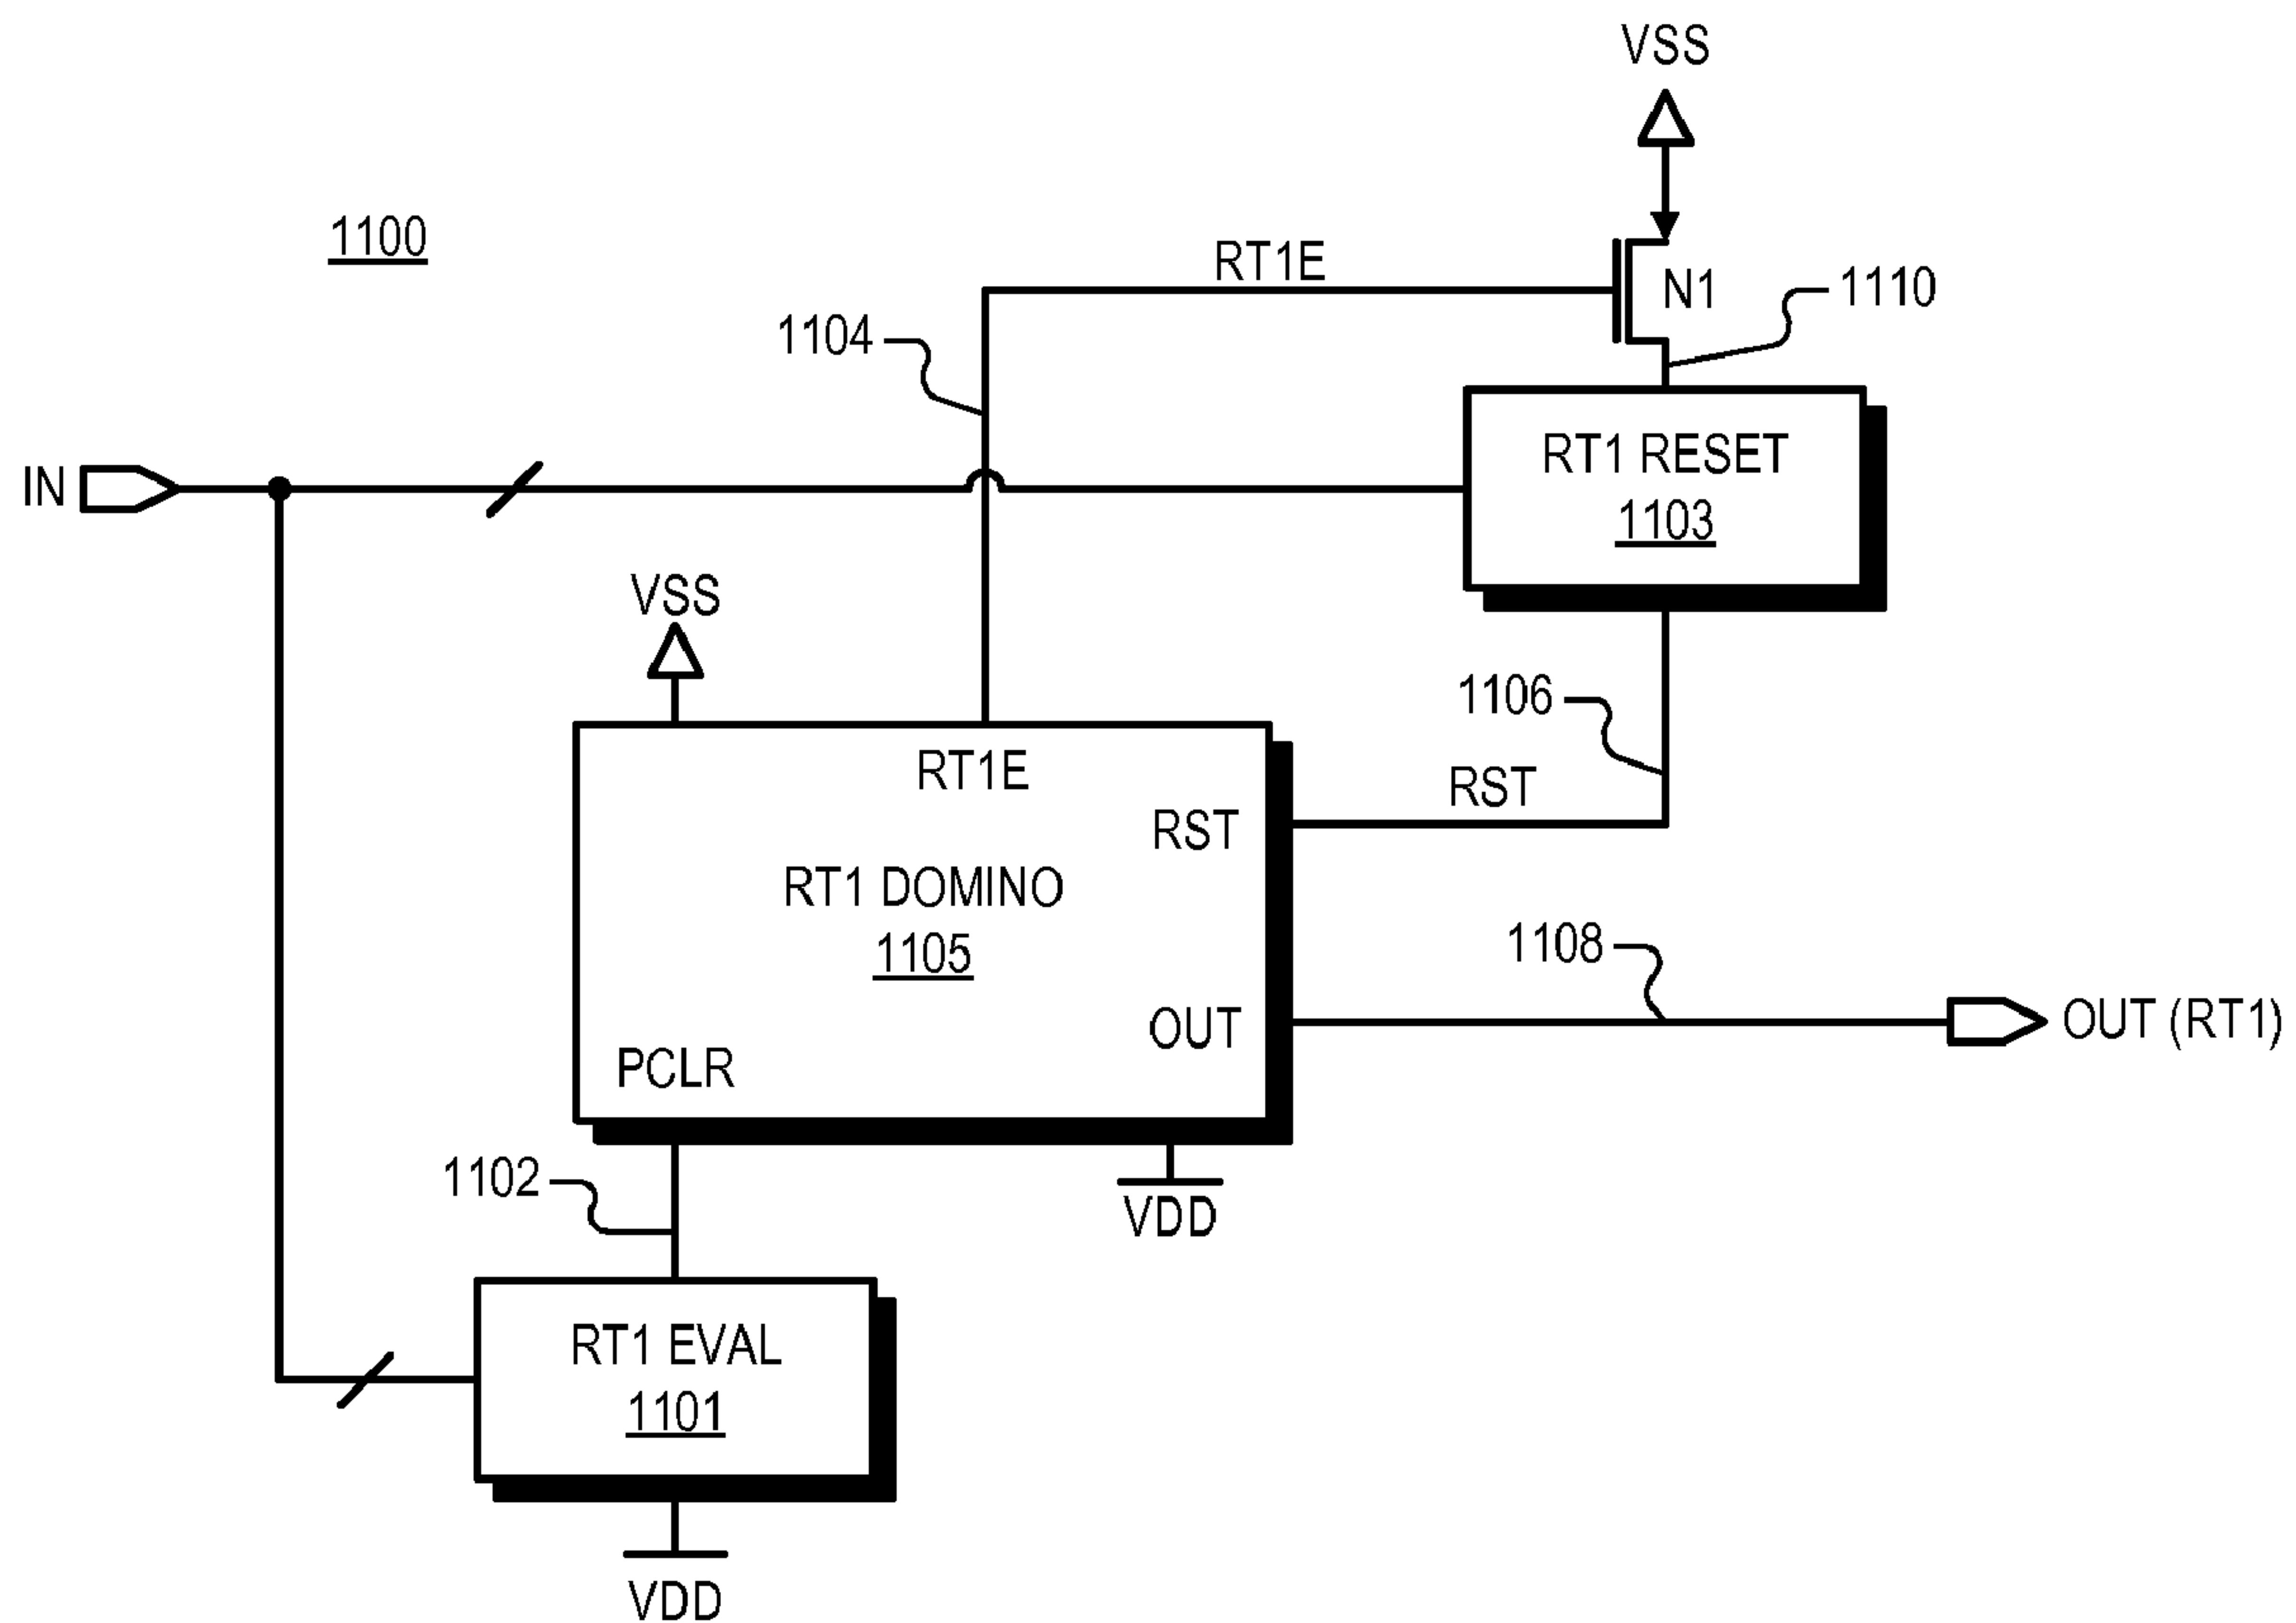 VSS
1100
RT1E
N1
1110
1104
IN
RT1 RESET
1103
VSS
1106
RT1E
RST
RST
RT1 DOMINO
1105
1108
OUT
OUT (RT1)
PCLR
1102
VDD
RT1 EVAL
1101
VDD